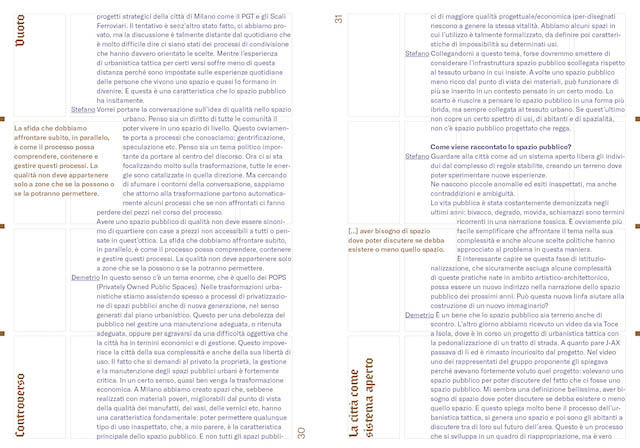 Vuoto
progetti strategici della città di Milano come il PGT e gli Scali
Ferroviari. Il tentativo è senz'altro stato fatto, ci abbiamo pro-
vato, ma la discussione è talmente distante dal quotidiano che
è molto difficile dire ci siano stati dei processi di condivisione
che hanno davvero orientato le scelte. Mentre l'esperienza
di urbanistica tattica per certi versi soffre meno di questa
distanza perché sono impostate sulle esperienze quotidiane
delle persone che vivono uno spazio e quasi lo formano in
divenire. E questa è una caratteristica che lo spazio pubblico
ha insitamente.
Stefano Vorrei portare la conversazione sull'idea di qualità nello spazio
urbano. Penso sia un diritto di tutte le comunità il
poter vivere in uno spazio di livello. Questo ovviamen-
te porta a processi che conosciamo: gentrificazione,
speculazione etc. Penso sia un tema politico impor-
tante da portare al centro del discorso. Ora ci si sta
focalizzando molto sulla trasformazione, tutte le ener-
gie sono catalizzate in quella direzione. Ma cercando
di sfumare i contorni della conversazione, sappiamo
che attorno alla trasformazione partono automatica-
mente alcuni processi che se non affrontati ci fanno
perdere dei pezzi nel corso del processo.
Avere uno spazio pubblico di qualità non deve essere sinoni-
mo di quartiere con case a prezzi non accessibili a tutti o pen-
sate in quest'ottica. La sfida che dobbiamo affrontare subito,
in parallelo, è come il processo possa comprendere, contenere
e gestire questi processi. La qualità non deve appartenere solo
a zone che se la possono o se la potranno permettere.
Demetrio In questo senso c'è un tema enorme, che è quello dei POPS
(Privately Owned Public Spaces). Nelle trasformazioni urba-
nistiche stiamo assistendo spesso a processi di privatizzazio-
ne di spazi pubblici anche di nuova generazione, nel senso
generati dal piano urbanistico. Questo per una debolezza del
pubblico nel gestire una manutenzione adeguata, o ritenuta
adeguata, oppure per sgravarsi da una difficoltà oggettiva che
la città ha in termini economici e di gestione. Questo impove-
risce la città della sua complessità e anche della sua libertà di
uso. Il fatto che si demandi al privato la proprietà, la gestione
e la manutenzione degli spazi pubblici urbani è fortemente
critica. In un certo senso, quasi ben venga la trasformazione
economica. A Milano abbiamo creato spazi che, sebbene
realizzati con materiali poveri, migliorabili dal punto di vista
della qualità dei manufatti, dei vasi, delle vernici etc, hanno
una caratteristica fondamentale: poter permettere qualunque
tipo di uso inaspettato, che, a mio parere, è la caratteristica
principale dello spazio pubblico. E non tutti gli spazi pubbli-
La sfida che dobbiamo
affrontare subito, in parallelo,
è come il processo possa
comprendere, contenere e
gestire questi processi. La
qualità non deve appartenere
solo a zone che se la possono o
se la potranno permettere.
Controverso
30
31
ci di maggior qualità progettuale/economica iper-disegnati
riescono a genera la stessa vitalità. Abbiamo alcuni spazi in
cui l'utilizzo è talmente formalizzato, da definire poi caratteri-
stiche di impossibilità su determinati usi.
Stefano Collegandomi a questo tema, forse dovremmo smettere di
considerare l'infrastruttura spazio pubblico scollegata rispetto
al tessuto urbano in cui insiste. A volte uno spazio pubblico
meno ricco dal punto di vista dei materiali, può funzionare di
più se inserito in un contesto pensato in un certo modo. Lo
scarto è riuscire a pensare lo spazio pubblico in una forma più
ibrida, ma sempre collegata al tessuto urbano. Se quest'ultimo
non copre un certo spettro di usi, di abitanti e di spazialità,
non c'è spazio pubblico progettato che regga.
Come viene raccontato lo spazio pubblico?
Stefano Guardare alla città come ad un sistema aperto libera gli indivi-
dui dal complesso di regole stabilite, creando un terreno dove
poter sperimentare nuove esperienze.
Ne nascono piccole anomalie ed esiti inaspettati, ma anche
contraddizioni e ambiguità.
Lo vita pubblica è stata costantemente demonizzata negli
ultimi anni: bivacco, degrado, movida, schiamazzi sono termini
ricorrenti in una narrazione tossica. È ovviamente più
facile semplificare che affrontare il tema nella sua
complessità e anche alcune scelte politiche hanno
approcciato al problema in questa maniera.
È interessante capire se questa fase di istituzio-
nalizzazione, che sicuramente asciuga alcune complessità
di queste pratiche nate in ambito artistico-architettonico,
possa essere un nuovo indirizzo nella narrazione dello spazio
pubblico dei prossimi anni. Può questa nuova linfa aiutare alla
costruzione di un nuovo immaginario?
Demetrio È un bene che lo spazio pubblico sia terreno anche di
scontro. L'altro giorno abbiamo ricevuto un video da via Toce
a Isola, dove è in corso un progetto di urbanistica tattica con
la pedonalizzazione di un tratto di strada. A quanto pare J-AX
passava di lì ed è rimasto incuriosito dal progetto. Nel video
uno dei rappresentati del gruppo proponente gli spiegava
perché avevano fortemente voluto quel progetto: volevano uno
spazio pubblico per poter discutere del fatto che ci fosse uno
spazio pubblico. Mi sembra una definizione bellissima, aver bi-
sogno di spazio dove poter discutere se debba esistere o meno
quello spazio. E questo spiega molto bene il processo dell'ur-
banistica tattica, si genera uno spazio e poi sono gli abitanti a
discutere tra di loro sul futuro dell'area. Questo è un processo
che si sviluppa in un quadro di riappropriazione, ma è vero
[...] aver bisogno di spazio
dove poter discutere se debba
esistere o meno quello spazio.
La città come
sistema aperto